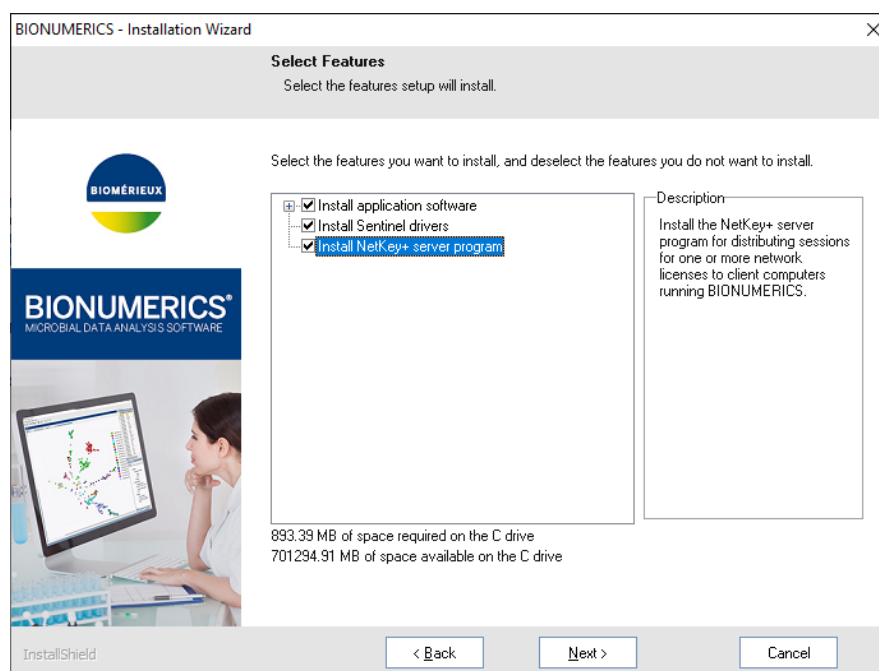 BIONUMERICS - Installation Wizard
Select Features
Select the features setup will install.
BIOMÉRIEUX
BIONUMERICS®
MICROBIAL DATA ANALYSIS SOFTWARE
Select the features you want to install, and deselect the features you do not want to install.
Install application software
Install Sentinel drivers
Install NetKey+ server program
Description
Install the NetKey+ server
program for distributing sessions
for one or more network
licenses to client computers
running BIONUMERICS.
893.39 MB of space required on the C drive
701294.91 MB of space available on the C drive
InstallShield
< Back
Next >
Cancel